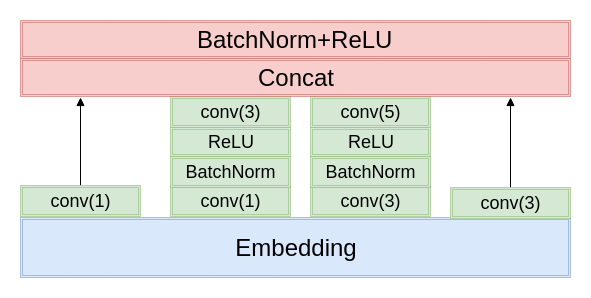 BatchNorm+ReLU
Concat
conv(3) conv(5)
ReLU ReLU
BatchNorm BatchNorm
conv(1) conv(1) conv(3) conv(3)
Embedding